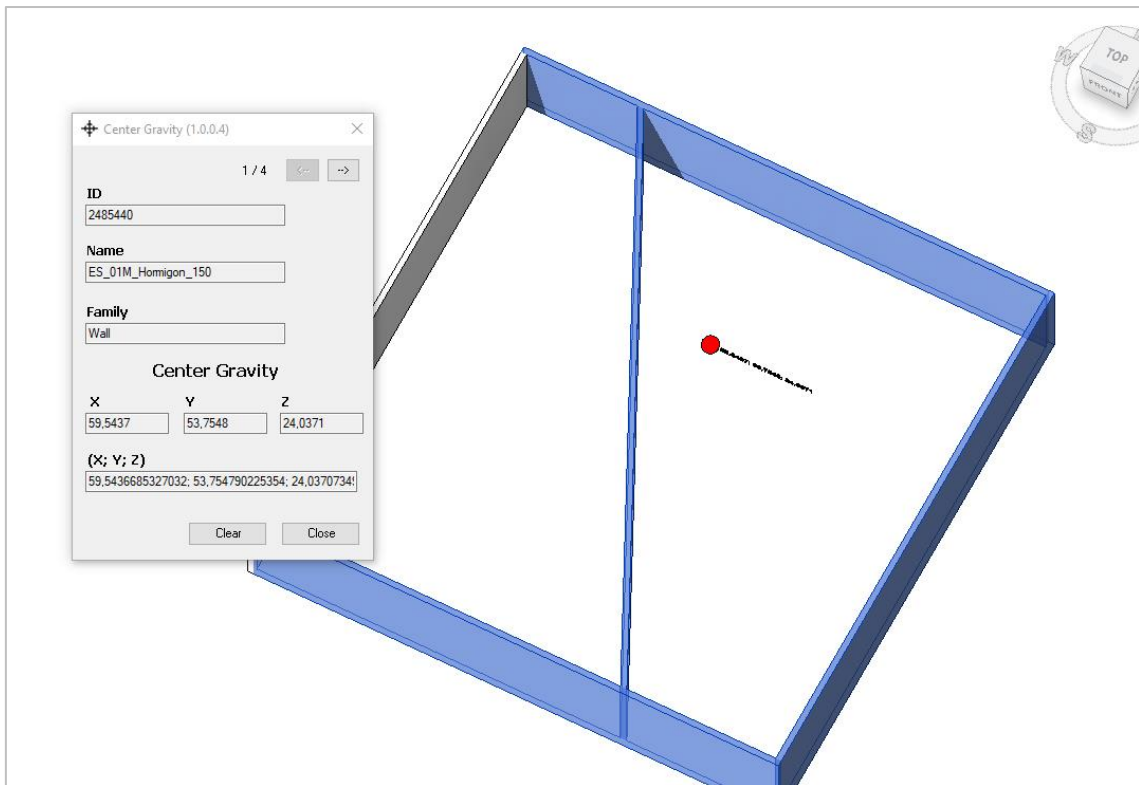 Center Gravity (1.0.0.4)
1 / 4 <-- -->
ID
2485440
Name
ES_01M_Hormigon_150
Family
Wall
Center Gravity
X Y Z
59,5437 53,7548 24,0371
(X; Y; Z)
59,5436685327032; 53,754790225354; 24,0370734
Clear Close
W
TOP
FRONT
S